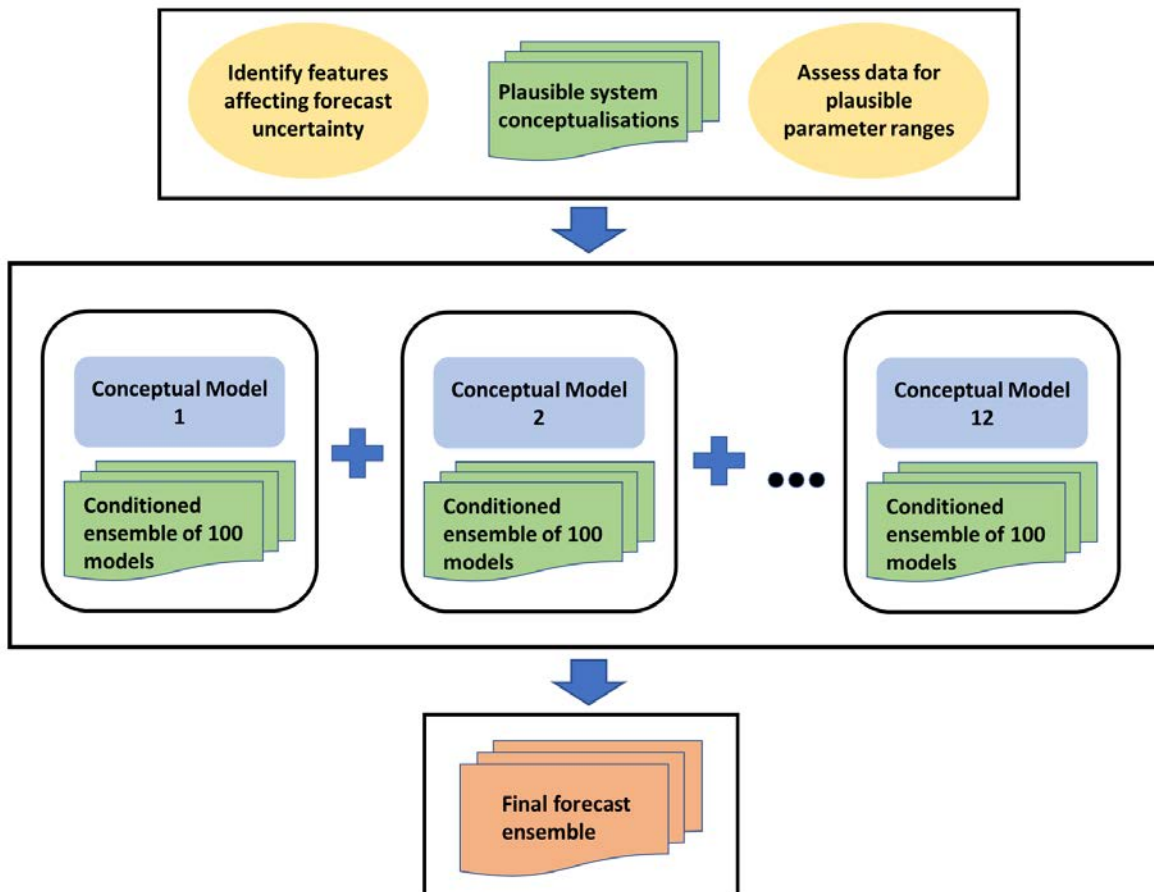 Identify features
affecting forecast
uncertainty
Plausible system
conceptualisations
Assess data for
plausible
parameter ranges
Conceptual Model
1
Conditioned
ensemble of 100
models
Conceptual Model
2
Conditioned
ensemble of 100
models
Conceptual Model
12
Conditioned
ensemble of 100
models
Final forecast
ensemble